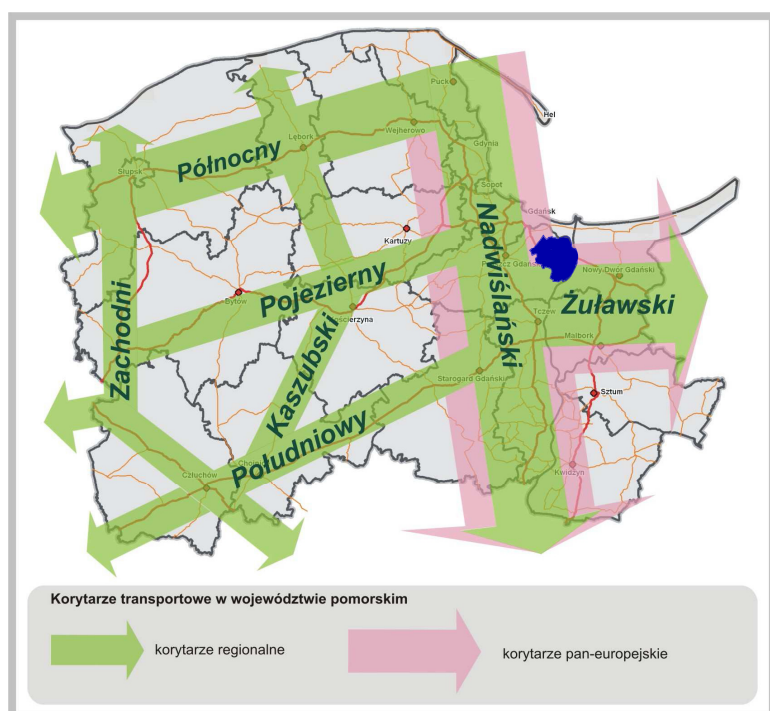 Puck
Hel
Wejherowo
Lębork
Gdynia
Północny
Słupsk
Sopot
Gdańsk
Kartuzy
Nadwiślański
Nowy Dwór Gdański
Pojezierny
Bytów
Żuławski
Zachodni
Kaszubski
Tczew
Malbork
Starogard Gdański
Sztum
Południowy
Człuchów
Kwidzyn
Korytarze transportowe w województwie pomorskim
korytarze regionalne
korytarze pan-europejskie